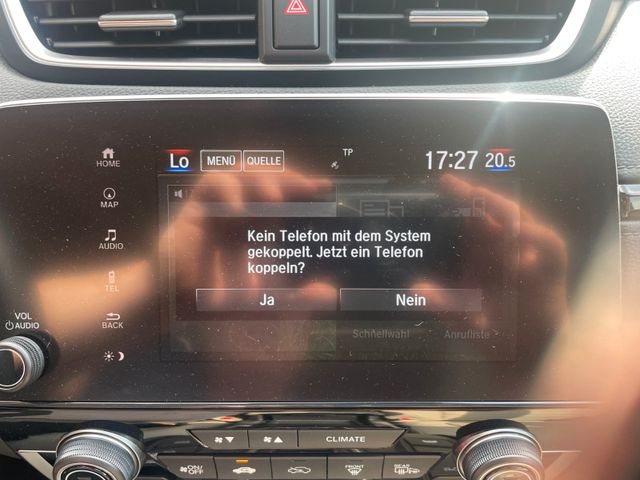 HOME
MAP
AUDIO
TEL
BACK
VOL
AUDIO
Lo
MENÜ
QUELLE
TP
17:27
20.5
Kein Telefon mit dem System
gekoppelt. Jetzt ein Telefon
koppeln?
Ja
Nein
Schnellwahl
Anrufliste
CLIMATE
ON/
OFF
FRONT
REAR